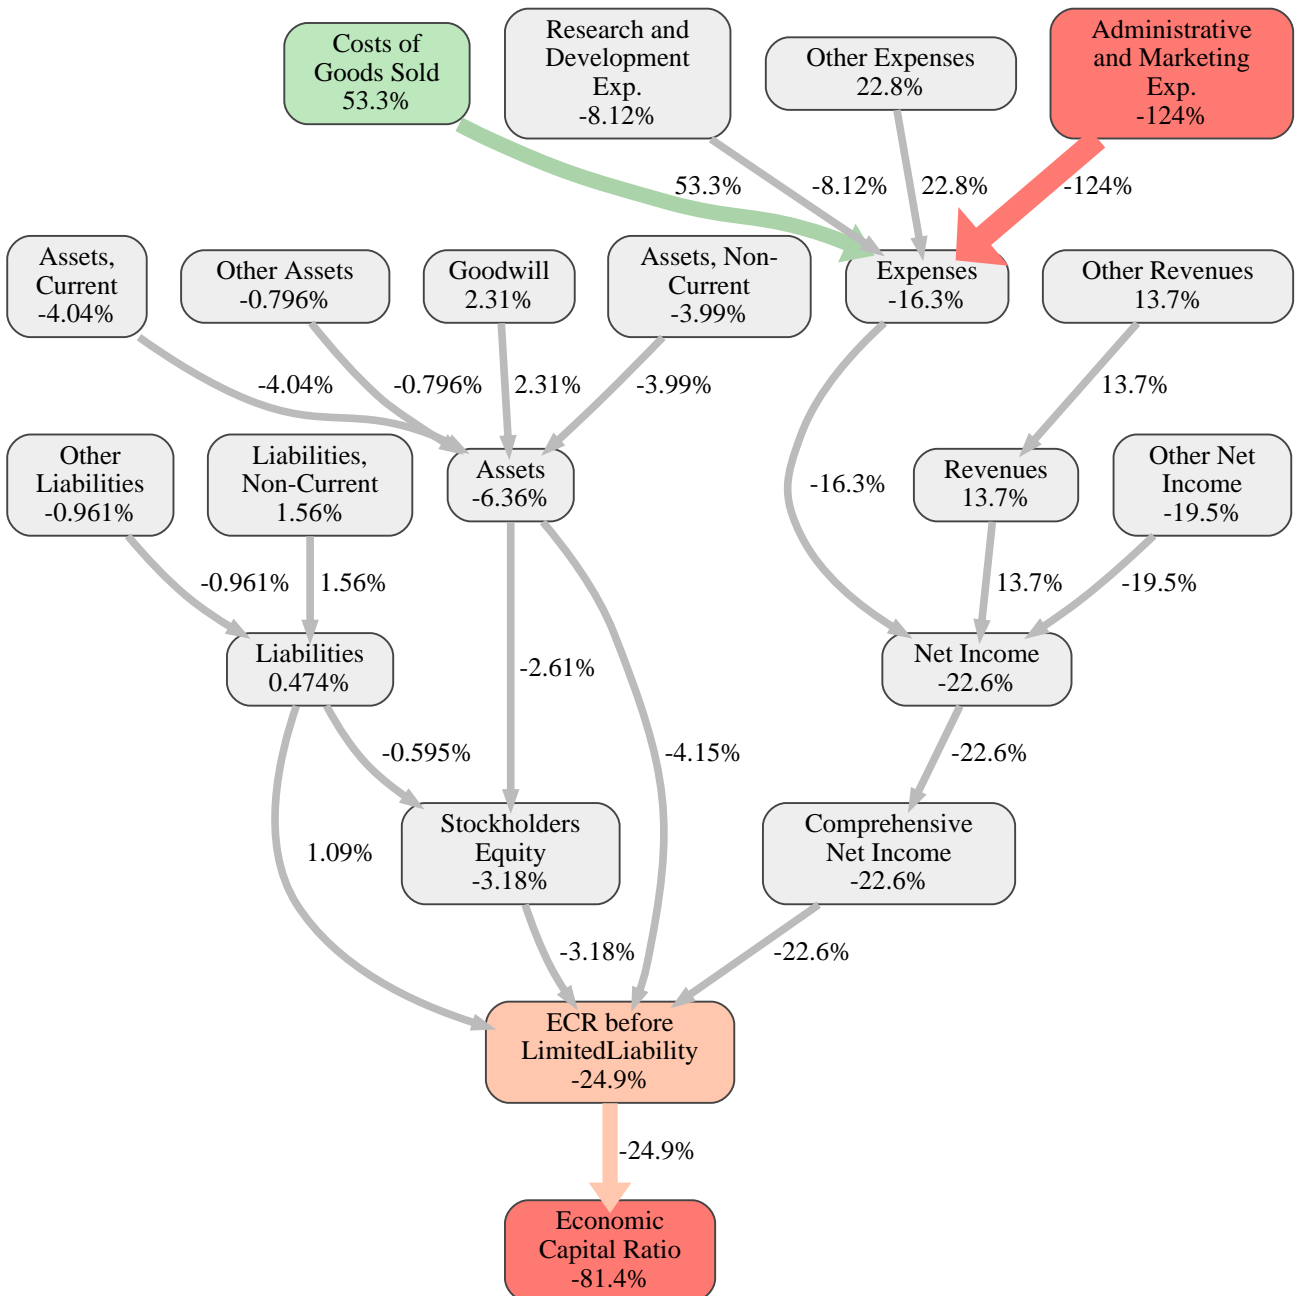 Costs of
Goods Sold
53.3%
Research and
Development
Exp.
-8.12%
Other Expenses
22.8%
Administrative
and Marketing
Exp.
-124%
53.3%
-8.12%
22.8%
-124%
Assets,
Current
-4.04%
Other Assets
-0.796%
Goodwill
2.31%
Assets, Non-
Current
-3.99%
Expenses
-16.3%
Other Revenues
13.7%
-4.04%
-0.796%
2.31%
-3.99%
13.7%
Other
Liabilities
-0.961%
Liabilities,
Non-Current
1.56%
Assets
-6.36%
-16.3%
Revenues
13.7%
Other Net
Income
-19.5%
-0.961%
1.56%
13.7%
-19.5%
Liabilities
0.474%
-2.61%
Net Income
-22.6%
-0.595%
-4.15%
-22.6%
1.09%
Stockholders
Equity
-3.18%
Comprehensive
Net Income
-22.6%
-3.18%
-22.6%
ECR before
LimitedLiability
-24.9%
-24.9%
Economic
Capital Ratio
-81.4%